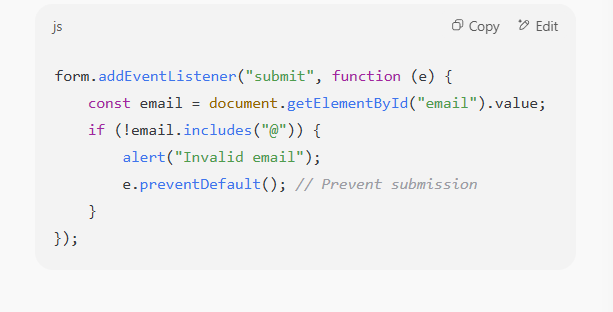 js
Copy
Edit
form.addEventListener("submit", function (e) {
    const email = document.getElementById("email").value;
    if (!email.includes("@")) {
        alert("Invalid email");
        e.preventDefault(); // Prevent submission
    }
});